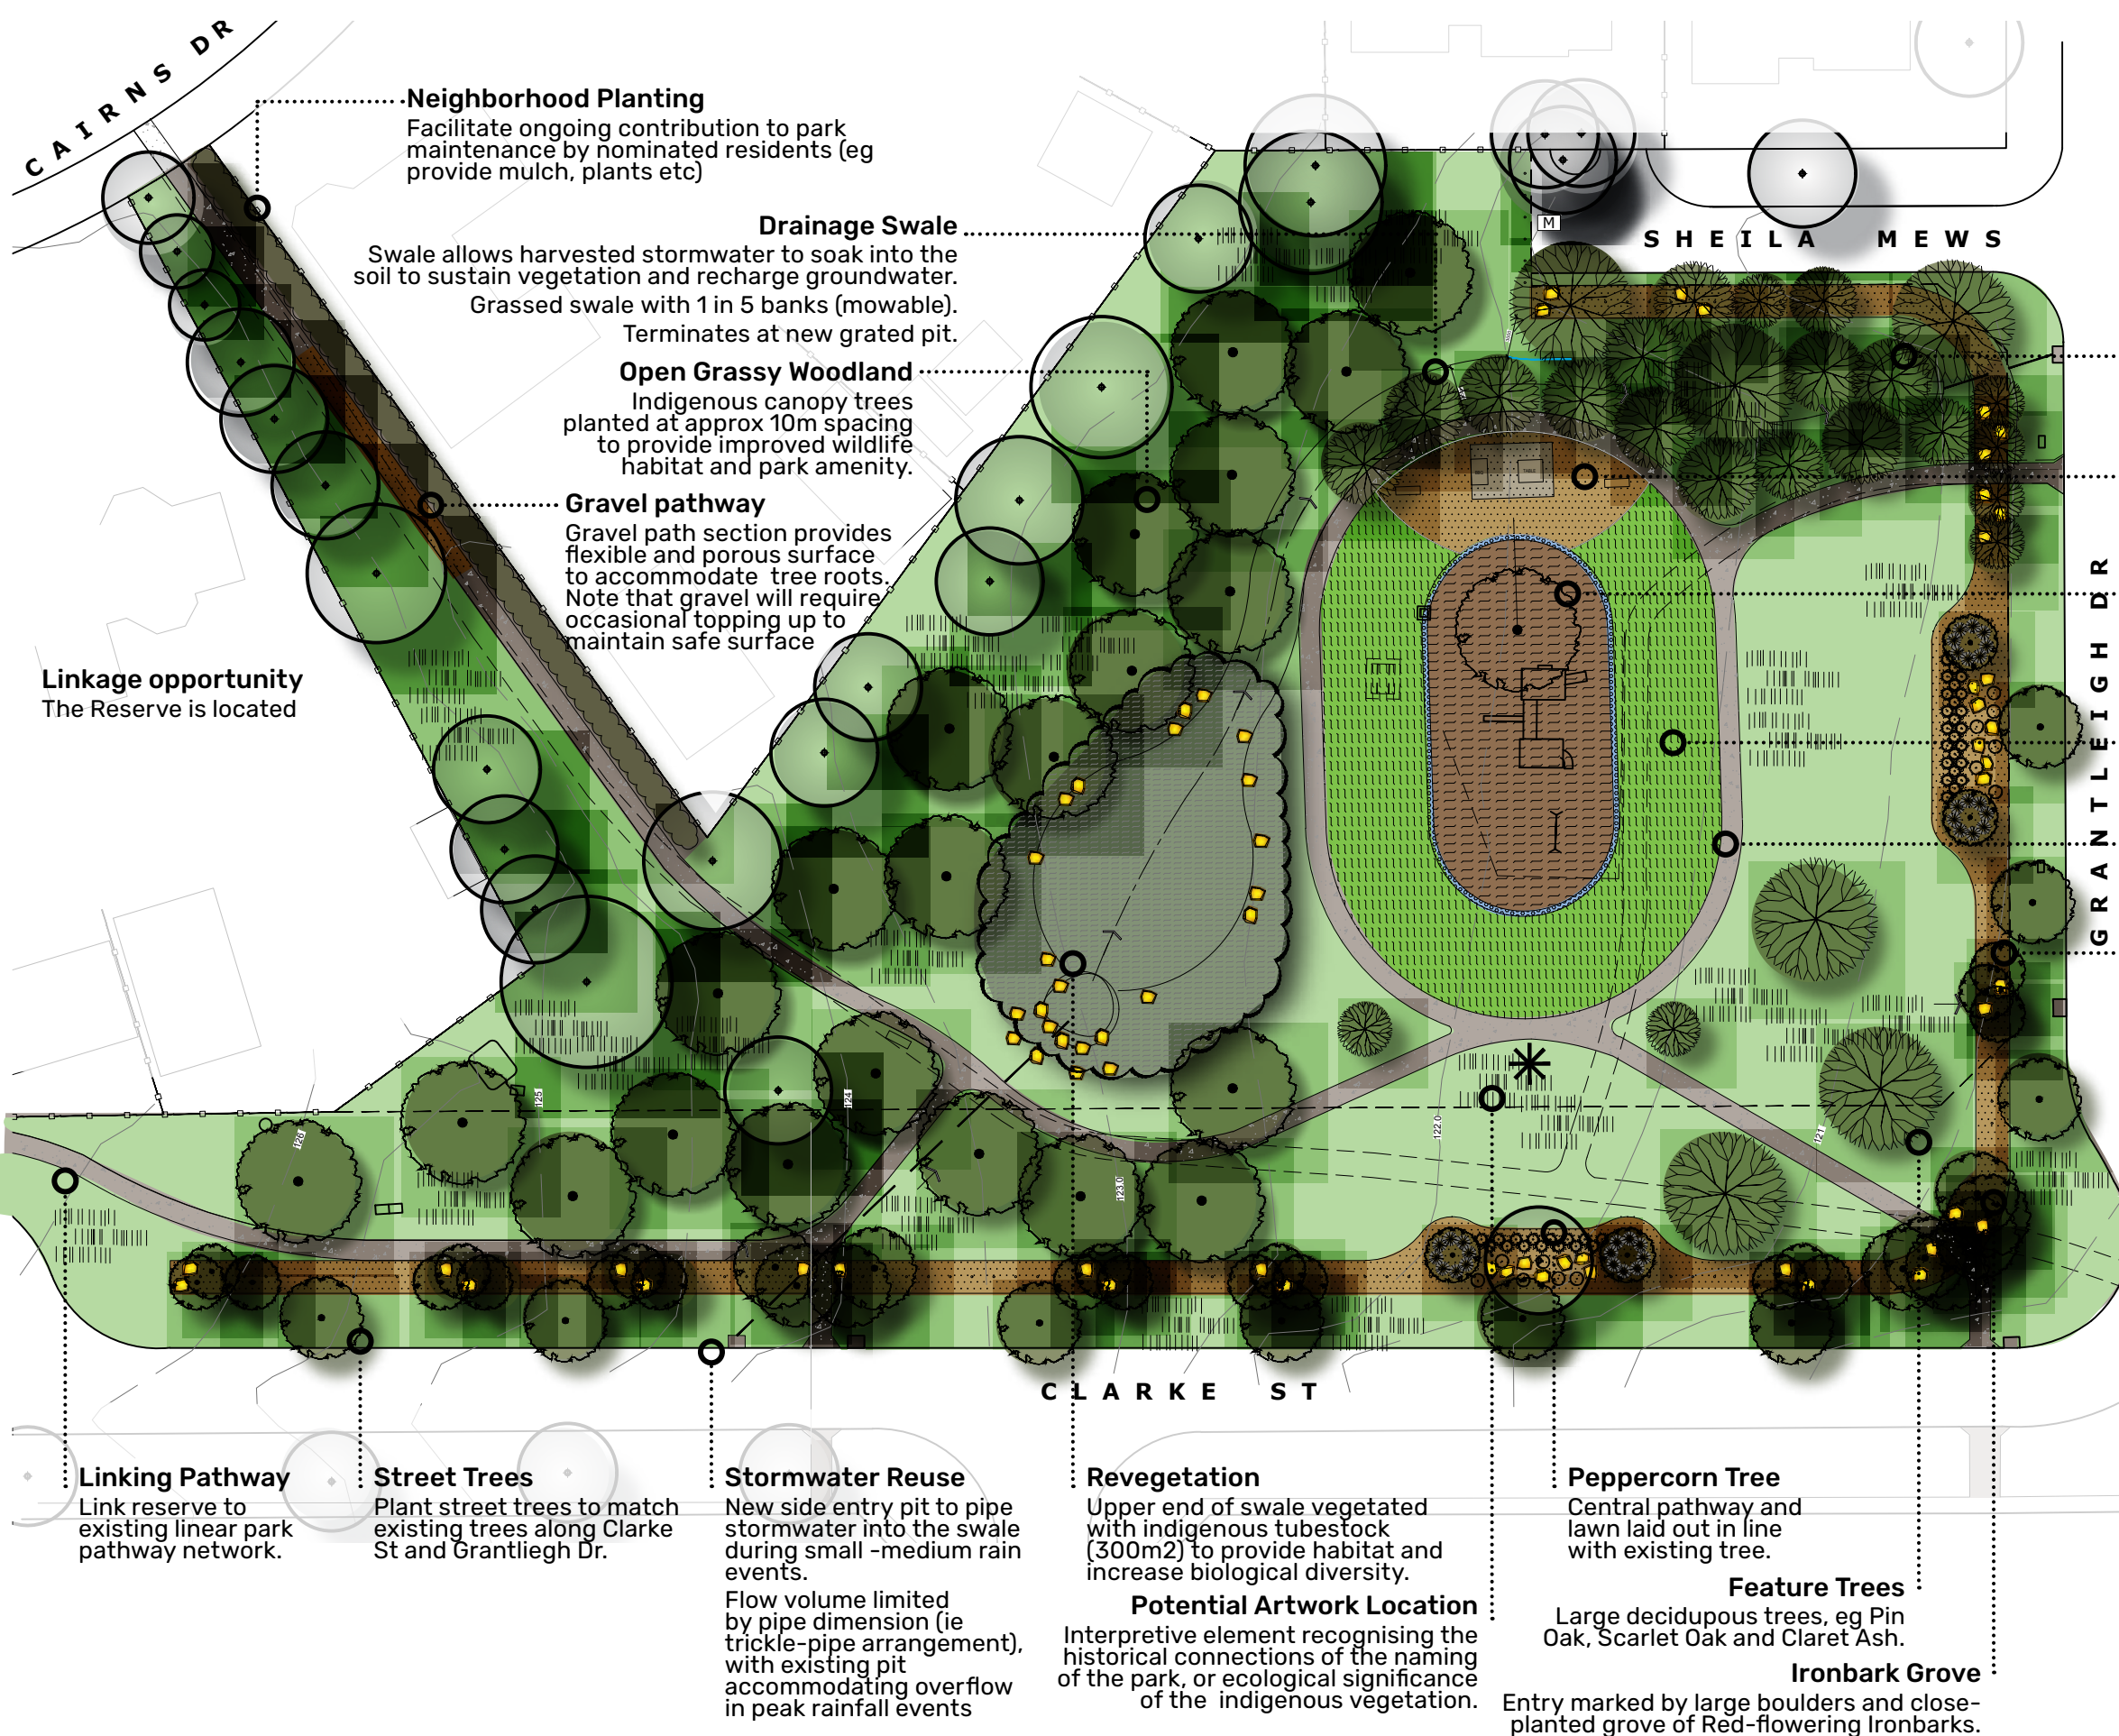 CAIRNS DR
Neighborhood Planting
Facilitate ongoing contribution to park
maintenance by nominated residents (eg
provide mulch, plants etc)
Drainage Swale
Swale allows harvested stormwater to soak into the
soil to sustain vegetation and recharge groundwater.
Grassed swale with 1 in 5 banks (mowable).
Terminates at new grated pit.
M
SHEILA MEWS
Open Grassy Woodland
Indigenous canopy trees
planted at approx 10m spacing
to provide improved wildlife
habitat and park amenity.
Gravel pathway
Gravel path section provides
flexible and porous surface
to accommodate tree roots.
Note that gravel will require
occasional topping up to
maintain safe surface
Linkage opportunity
The Reserve is located
GRANTLEIGH DR
125
124
126
123.0
122.0
121
CLARKE ST
Linking Pathway
Link reserve to
existing linear park
pathway network.
Street Trees
Plant street trees to match
existing trees along Clarke
St and Grantliegh Dr.
Stormwater Reuse
New side entry pit to pipe
stormwater into the swale
during small -medium rain
events.
Flow volume limited
by pipe dimension (ie
trickle-pipe arrangement),
with existing pit
accommodating overflow
in peak rainfall events
Revegetation
Upper end of swale vegetated
with indigenous tubestock
(300m2) to provide habitat and
increase biological diversity.
Potential Artwork Location
Interpretive element recognising the
historical connections of the naming
of the park, or ecological significance
of the indigenous vegetation.
Peppercorn Tree
Central pathway and
lawn laid out in line
with existing tree.
Feature Trees
Large decidupous trees, eg Pin
Oak, Scarlet Oak and Claret Ash.
Ironbark Grove
Entry marked by large boulders and close-
planted grove of Red-flowering Ironbarks.